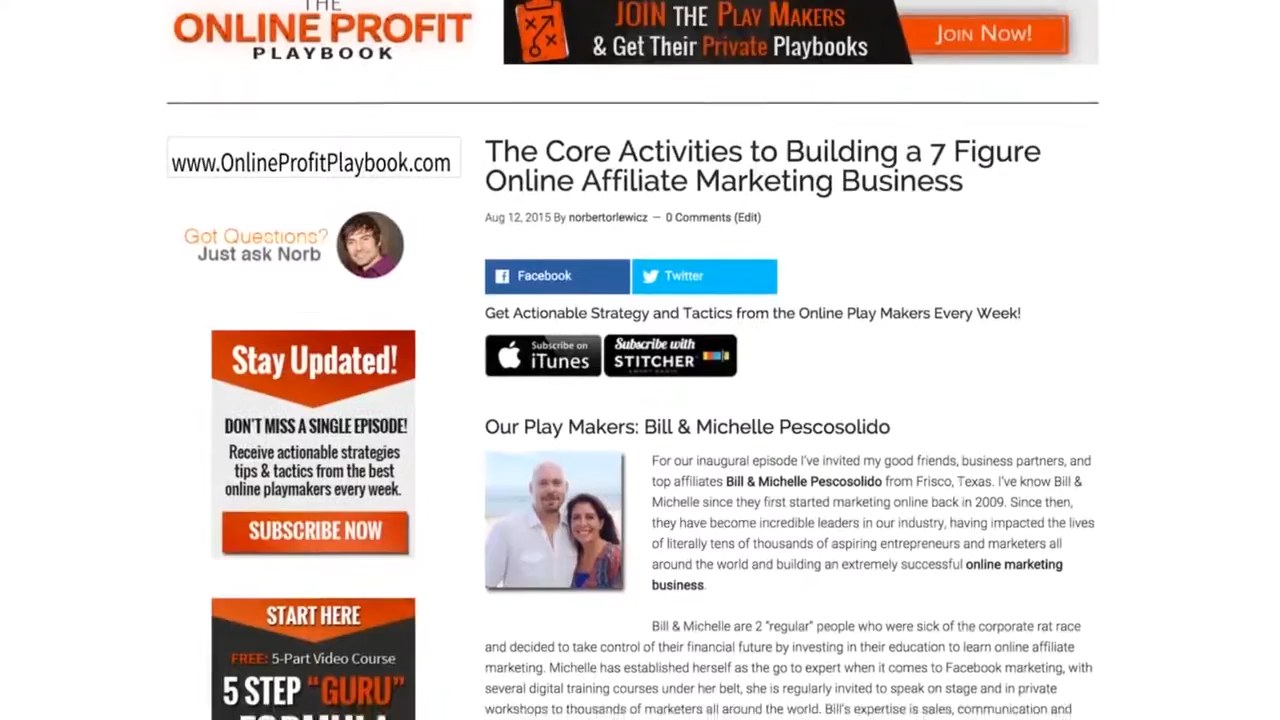 THE
ONLINE PROFIT
PLAYBOOK
JOIN THE PLAY MAKERS
& Get Their Private Playbooks
JOIN NOW!
www.OnlineProfitPlaybook.com
Got Questions?
Just ask Norb
Stay Updated!
DON'T MISS A SINGLE EPISODE!
Receive actionable strategies
tips & tactics from the best
online playmakers every week.
SUBSCRIBE NOW
START HERE
FREE: 5-Part Video Course
5 STEP "GURU"
FORMULA
The Core Activities to Building a 7 Figure
Online Affiliate Marketing Business
Aug 12, 2015 By norbertorlewicz — 0 Comments (Edit)
Facebook
Twitter
Get Actionable Strategy and Tactics from the Online Play Makers Every Week!
Subscribe on
iTunes
Subscribe with
STITCHER
SMART RADIO
Our Play Makers: Bill & Michelle Pescosolido
For our inaugural episode I've invited my good friends, business partners, and
top affiliates Bill & Michelle Pescosolido from Frisco, Texas. I've know Bill &
Michelle since they first started marketing online back in 2009. Since then,
they have become incredible leaders in our industry, having impacted the lives
of literally tens of thousands of aspiring entrepreneurs and marketers all
around the world and building an extremely successful online marketing
business.
Bill & Michelle are 2 "regular" people who were sick of the corporate rat race
and decided to take control of their financial future by investing in their education to learn online affiliate
marketing. Michelle has established herself as the go to expert when it comes to Facebook marketing, with
several digital training courses under her belt, she is regularly invited to speak on stage and in private
workshops to thousands of marketers all around the world. Bill's expertise is sales, communication and